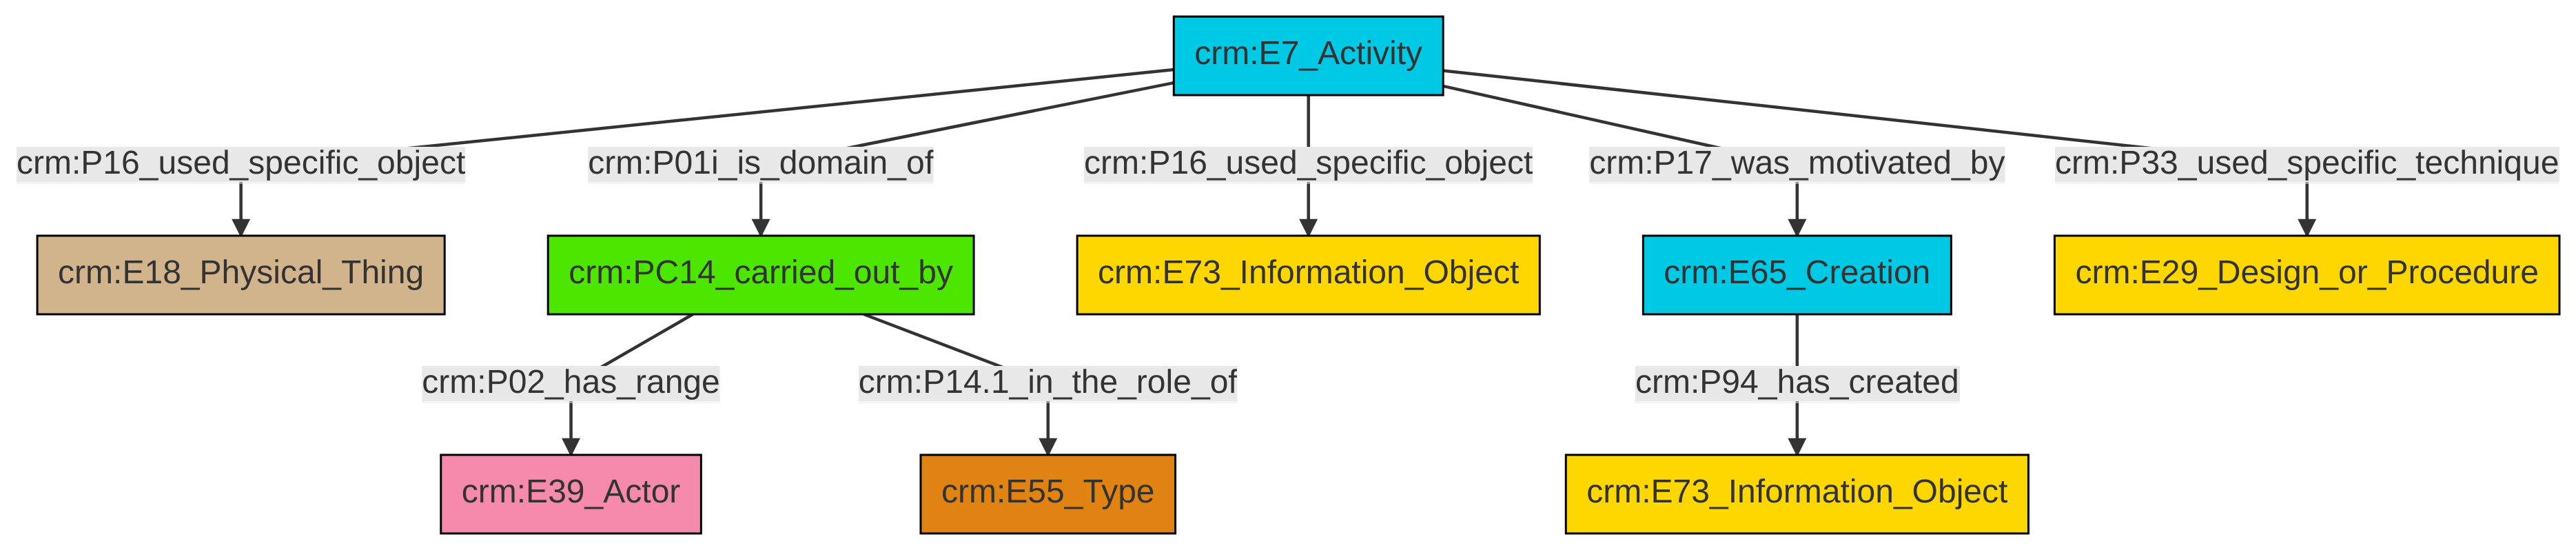 crm:E7_Activity
crm:P16_used_specific_object
crm:P01i_is_domain_of
crm:P16_used_specific_object
crm:P17_was_motivated_by
crm:P33_used_specific_technique
crm:E18_Physical_Thing
crm:PC14_carried_out_by
crm:E73_Information_Object
crm:E65_Creation
crm:E29_Design_or_Procedure
crm:P02_has_range
crm:P14.1_in_the_role_of
crm:P94_has_created
crm:E39_Actor
crm:E55_Type
crm:E73_Information_Object